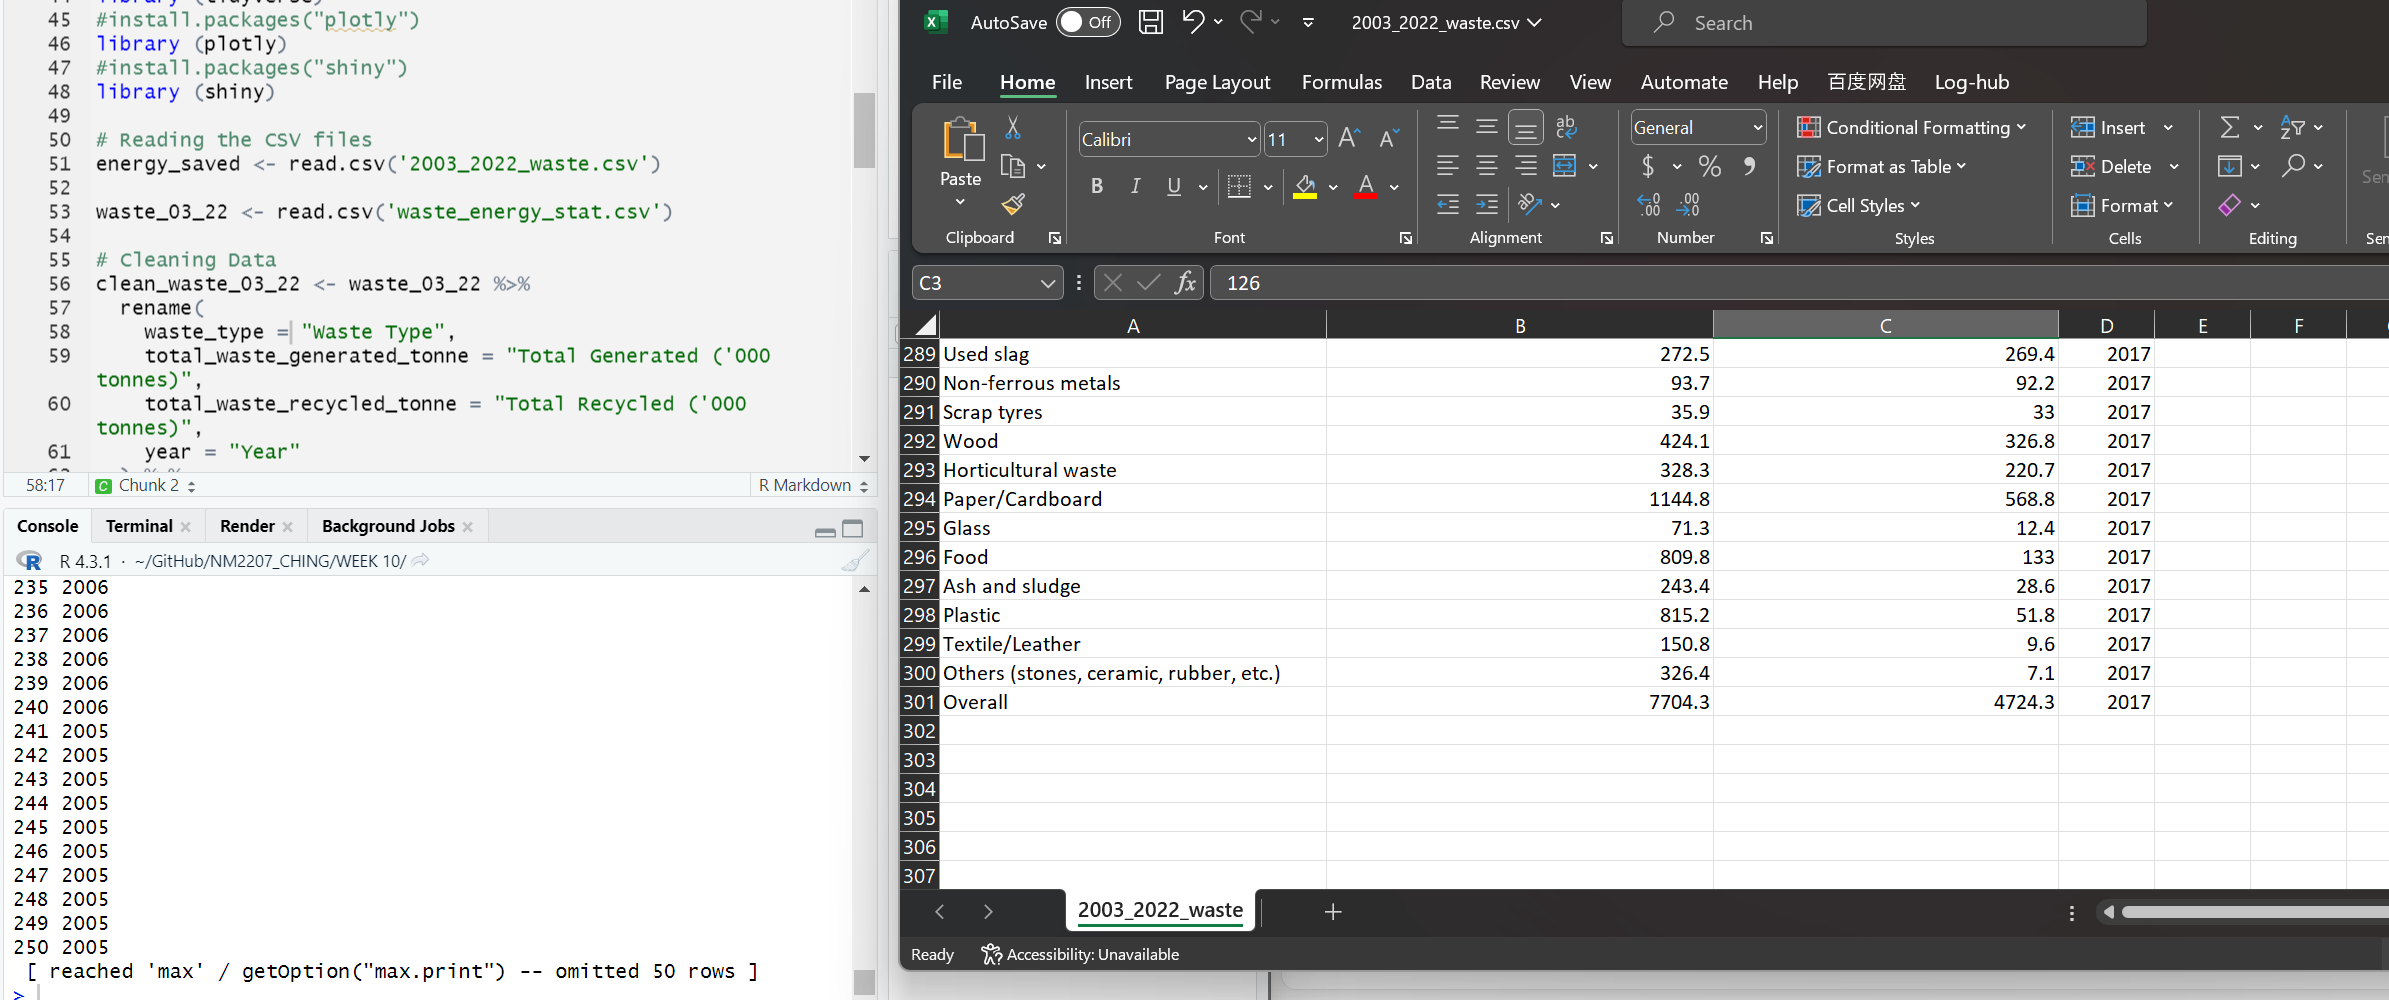 44 library (tidyverse)
45 #install.packages("plotly")
46 library (plotly)
47 #install.packages("shiny")
48 library (shiny)
49
50 # Reading the CSV files
51 energy_saved <- read.csv('2003_2022_waste.csv')
52
53 waste_03_22 <- read.csv('waste_energy_stat.csv')
54
55 # Cleaning Data
56 clean_waste_03_22 <- waste_03_22 %>%
57 rename(
58 waste_type = "Waste Type",
59 total_waste_generated_tonne = "Total Generated ('000
tonnes)",
60 total_waste_recycled_tonne = "Total Recycled ('000
tonnes)",
61 year = "Year"
62 ) %>%
58:17 C Chunk 2 R Markdown
Console Terminal Render Background Jobs
R R 4.3.1 · ~/GitHub/NM2207_CHING/WEEK 10/
235 2006
236 2006
237 2006
238 2006
239 2006
240 2006
241 2005
242 2005
243 2005
244 2005
245 2005
246 2005
247 2005
248 2005
249 2005
250 2005
[ reached 'max' / getOption("max.print") -- omitted 50 rows ]
>
AutoSave Off 2003_2022_waste.csv Search
File Home Insert Page Layout Formulas Data Review View Automate Help 百度网盘 Log-hub
Paste Calibri 11 A A ab General Conditional Formatting Insert
B I U A $ % Format as Table Delete
Cell Styles Format
Clipboard Font Alignment Number Styles Cells Editing Sen
C3 fx 126
A B C D E F
289 Used slag 272.5 269.4 2017
290 Non-ferrous metals 93.7 92.2 2017
291 Scrap tyres 35.9 33 2017
292 Wood 424.1 326.8 2017
293 Horticultural waste 328.3 220.7 2017
294 Paper/Cardboard 1144.8 568.8 2017
295 Glass 71.3 12.4 2017
296 Food 809.8 133 2017
297 Ash and sludge 243.4 28.6 2017
298 Plastic 815.2 51.8 2017
299 Textile/Leather 150.8 9.6 2017
300 Others (stones, ceramic, rubber, etc.) 326.4 7.1 2017
301 Overall 7704.3 4724.3 2017
302
303
304
305
306
307
2003_2022_waste
Ready Accessibility: Unavailable